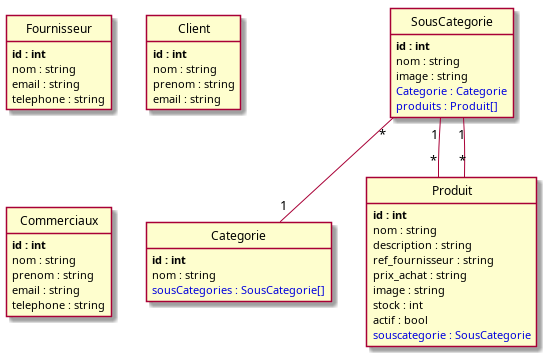 Fournisseur
id : int
nom : string
email : string
telephone : string
Client
id : int
nom : string
prenom : string
email : string
SousCategorie
id : int
nom : string
image : string
Categorie : Categorie
produits : Produit[]
* 1 1
* *
1
Commerciaux
id : int
nom : string
prenom : string
email : string
telephone : string
Categorie
id : int
nom : string
sousCategories : SousCategorie[]
Produit
id : int
nom : string
description : string
ref_fournisseur : string
prix_achat : string
image : string
stock : int
actif : bool
souscategorie : SousCategorie